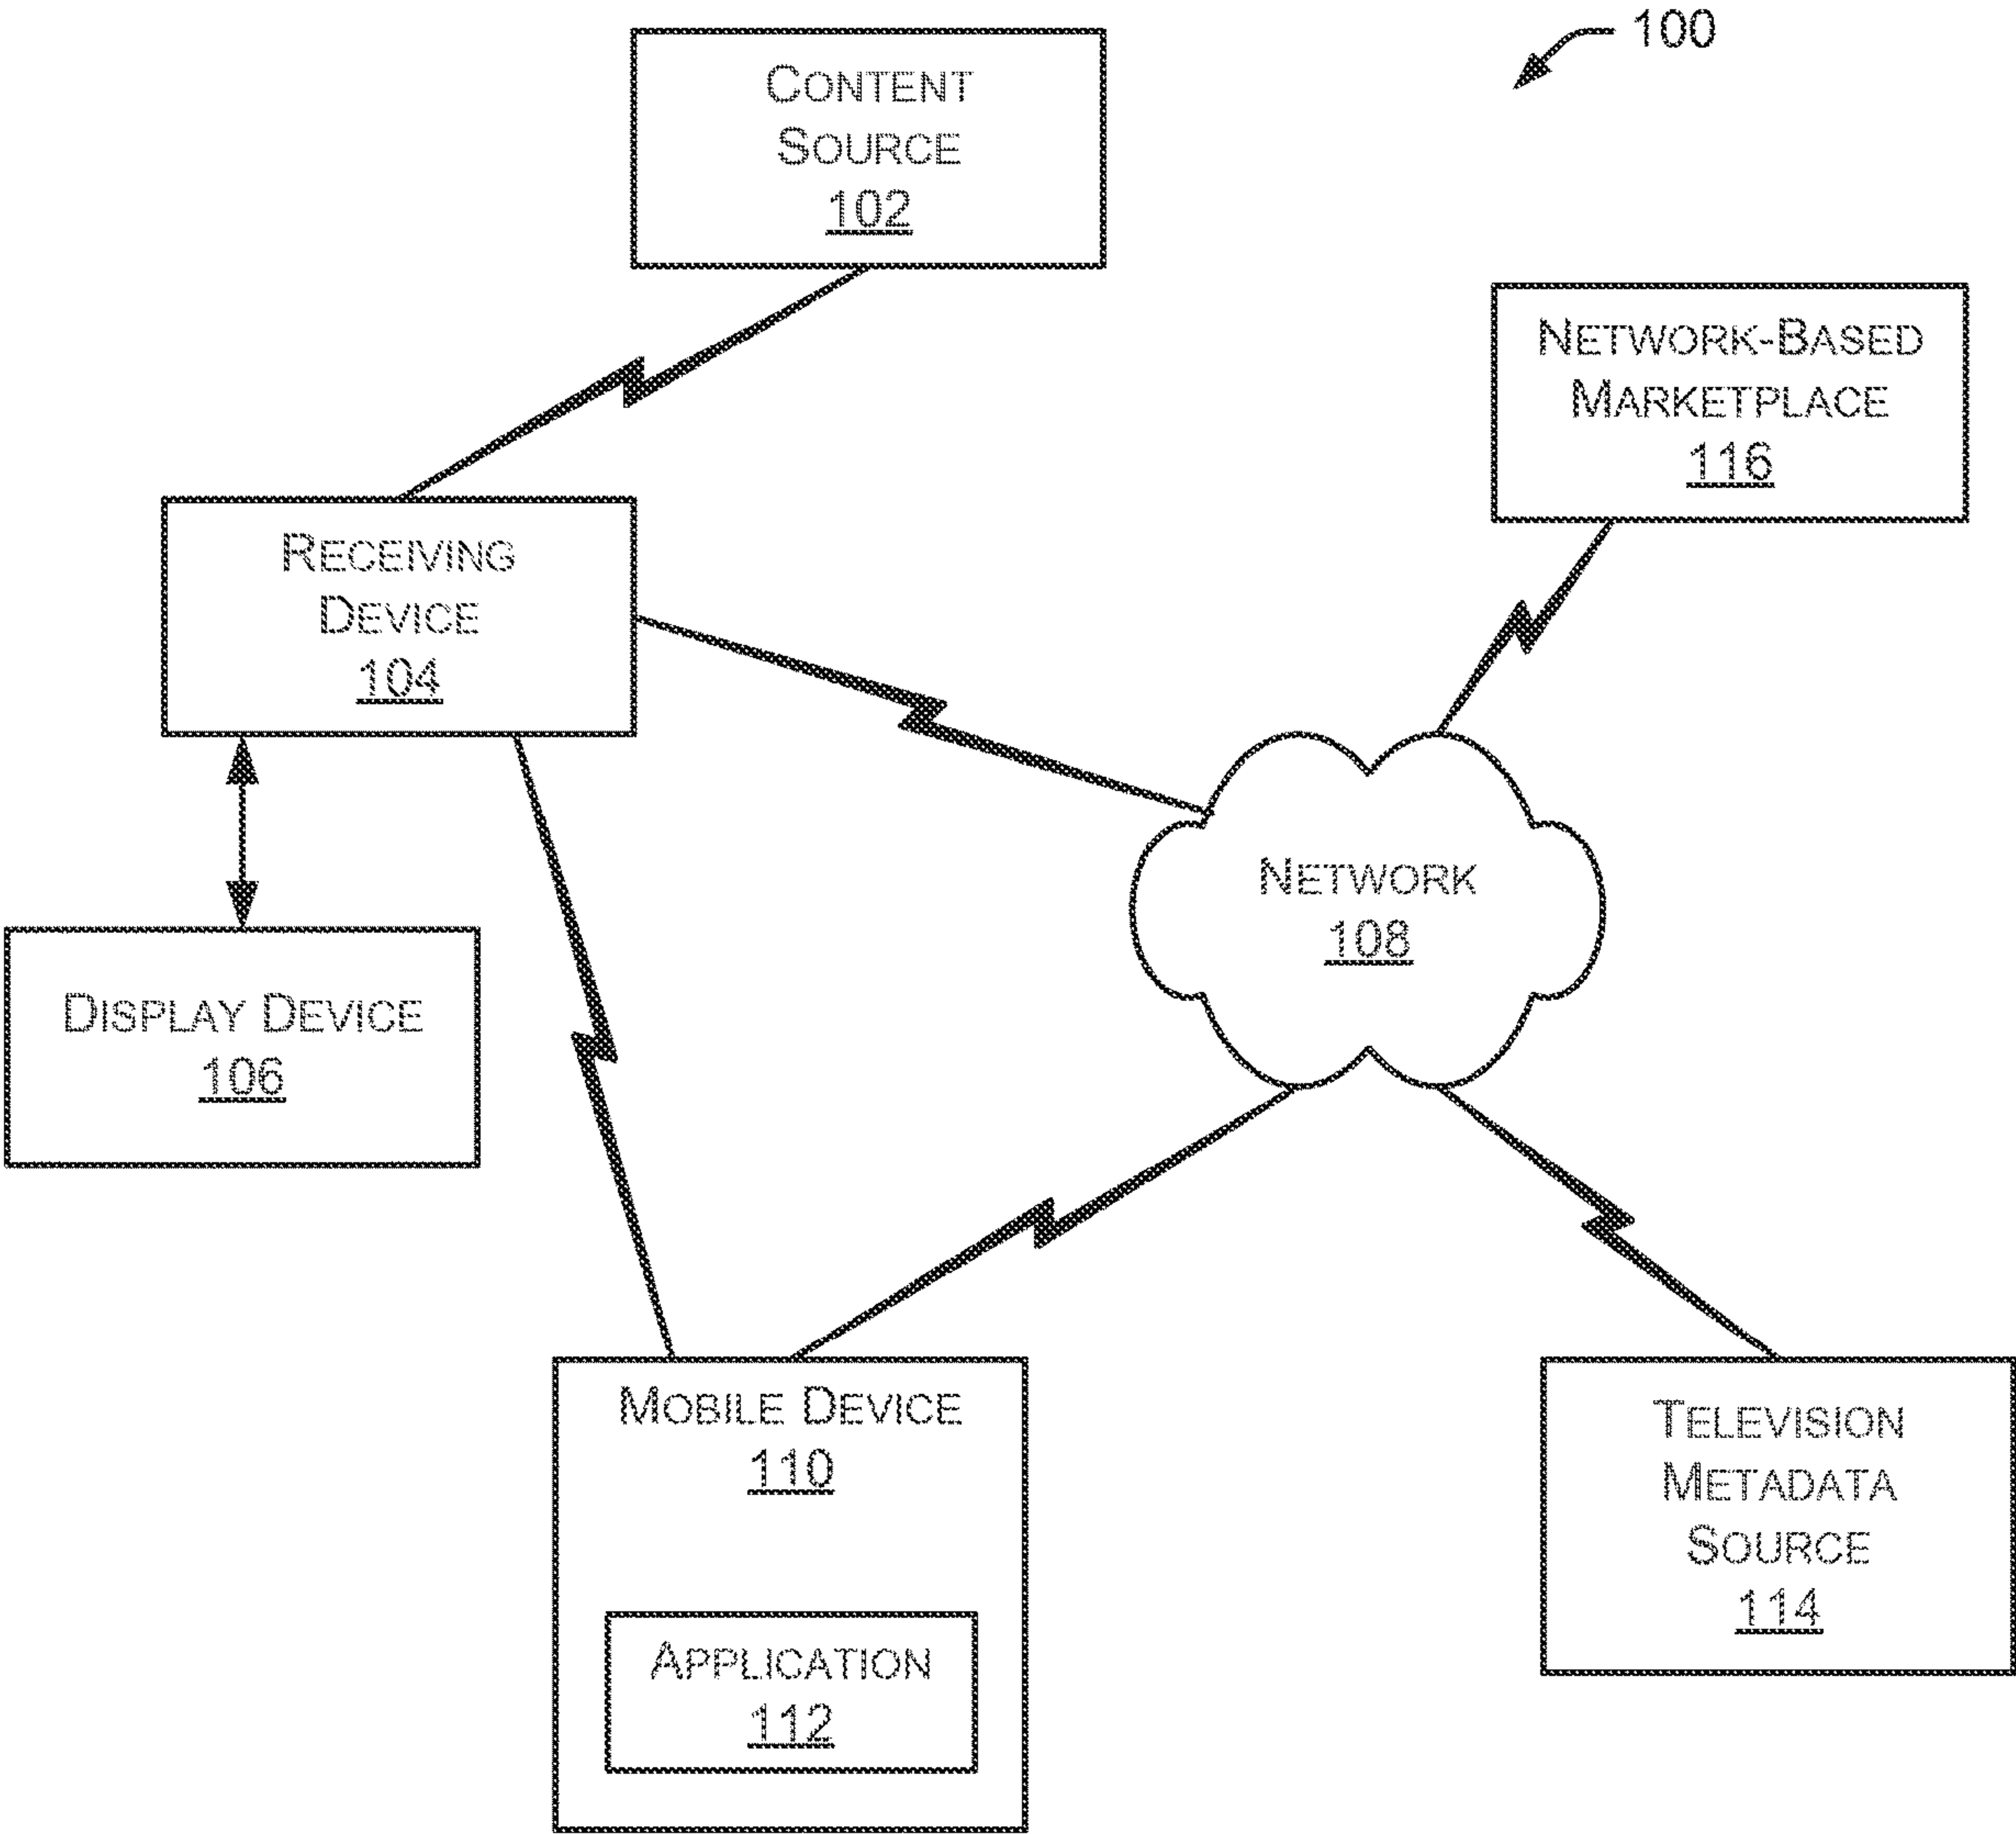 100
CONTENT
SOURCE
102
NETWORK-BASED
MARKETPLACE
116
RECEIVING
DEVICE
104
NETWORK
108
DISPLAY DEVICE
106
MOBILE DEVICE
110
APPLICATION
112
TELEVISION
METADATA
SOURCE
114